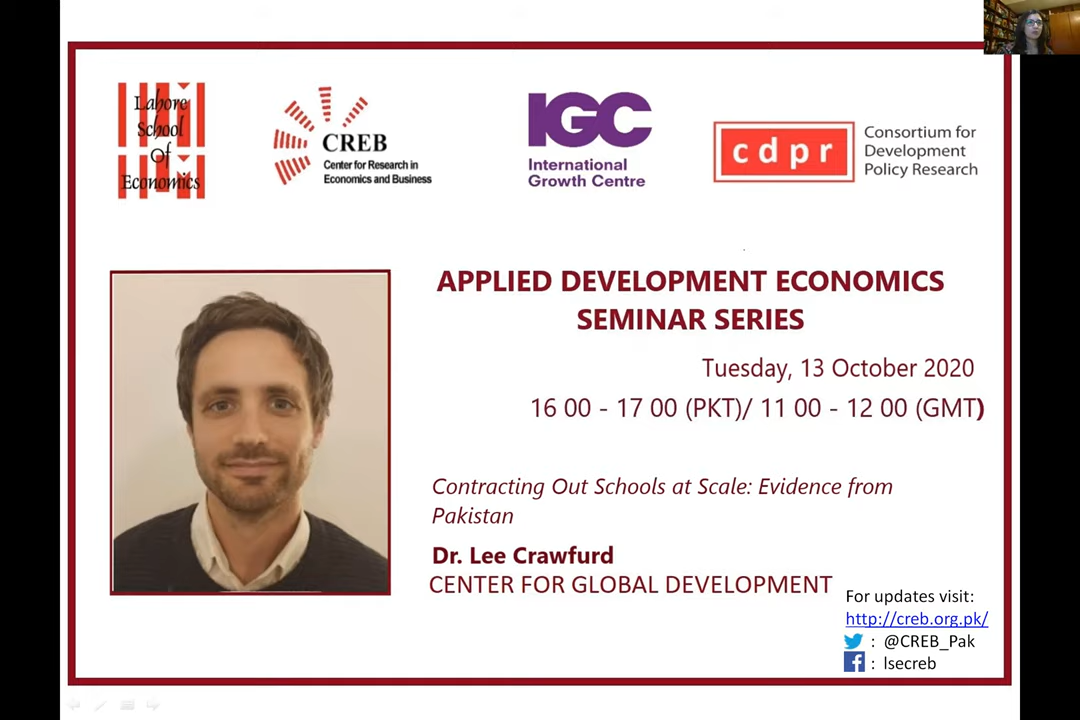 Lahore
School
Of
Economics
CREB
Center for Research in
Economics and Business
IGC
International
Growth Centre
cdpr
Consortium for
Development
Policy Research
APPLIED DEVELOPMENT ECONOMICS
SEMINAR SERIES
Tuesday, 13 October 2020
16 00 - 17 00 (PKT)/ 11 00 - 12 00 (GMT)
Contracting Out Schools at Scale: Evidence from
Pakistan
Dr. Lee Crawfurd
CENTER FOR GLOBAL DEVELOPMENT
For updates visit:
http://creb.org.pk/
: @CREB_Pak
: lsecreb